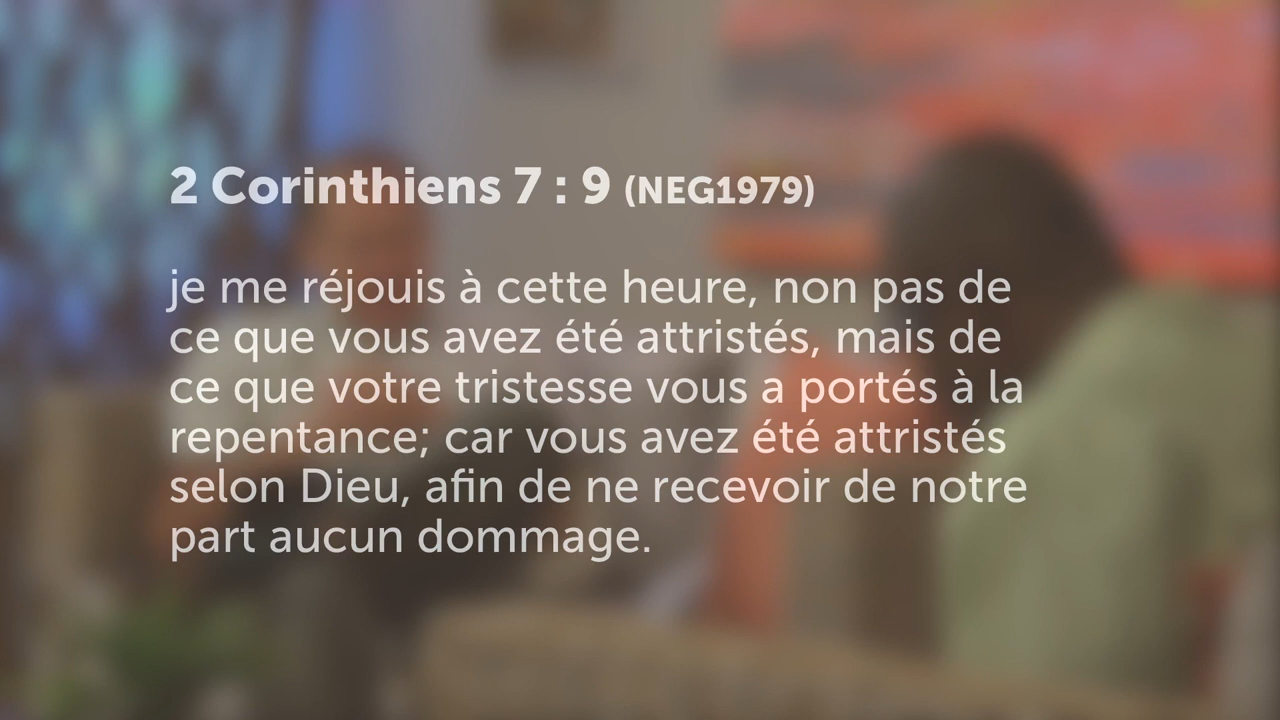 2 Corinthiens 7 : 9 (NEG1979)
je me réjouis à cette heure, non pas de
ce que vous avez été attristés, mais de
ce que votre tristesse vous a portés à la
repentance; car vous avez été attristés
selon Dieu, afin de ne recevoir de notre
part aucun dommage.